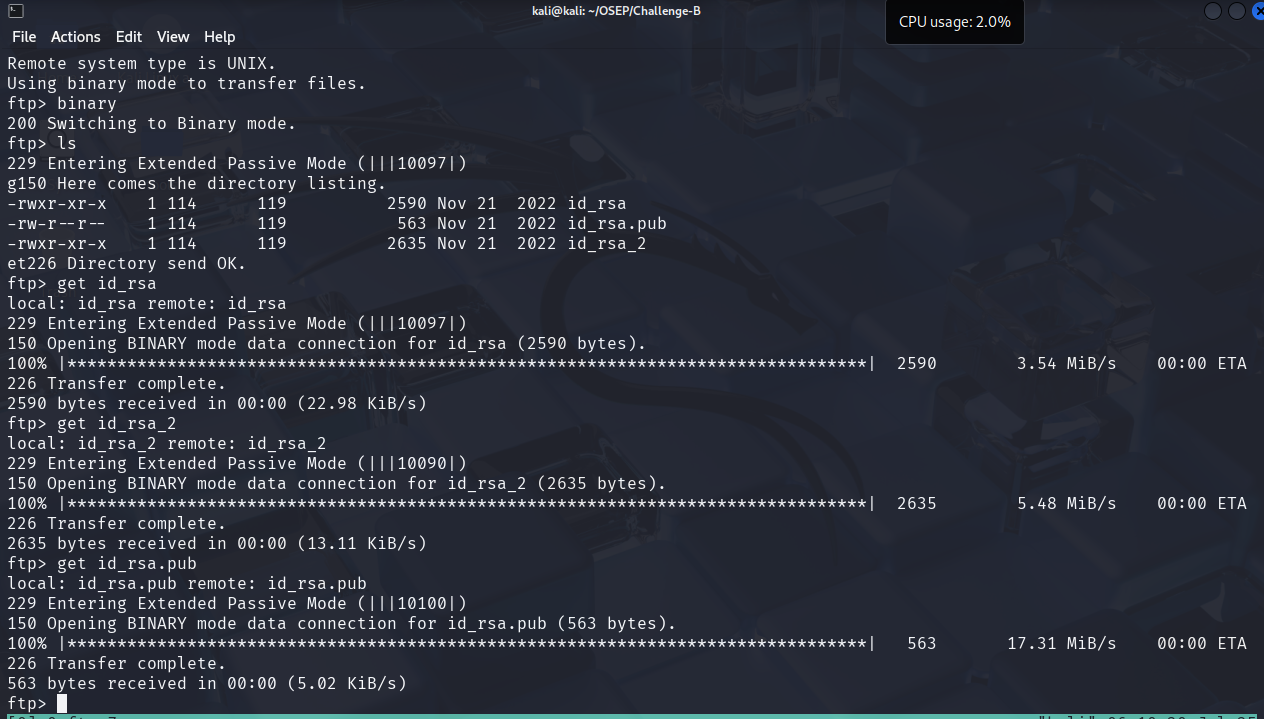 kali@kali: ~/OSEP/Challenge-B
CPU usage: 2.0%
File Actions Edit View Help
Remote system type is UNIX.
Using binary mode to transfer files.
ftp> binary
200 Switching to Binary mode.
ftp> ls
229 Entering Extended Passive Mode (|||10097|)
g150 Here comes the directory listing.
-rwxr-xr-x    1 114      119          2590 Nov 21  2022 id_rsa
-rw-r--r--    1 114      119           563 Nov 21  2022 id_rsa.pub
-rwxr-xr-x    1 114      119          2635 Nov 21  2022 id_rsa_2
et226 Directory send OK.
ftp> get id_rsa
local: id_rsa remote: id_rsa
229 Entering Extended Passive Mode (|||10097|)
150 Opening BINARY mode data connection for id_rsa (2590 bytes).
100% |********************************************************************************|  2590        3.54 MiB/s    00:00 ETA
226 Transfer complete.
2590 bytes received in 00:00 (22.98 KiB/s)
ftp> get id_rsa_2
local: id_rsa_2 remote: id_rsa_2
229 Entering Extended Passive Mode (|||10090|)
150 Opening BINARY mode data connection for id_rsa_2 (2635 bytes).
100% |********************************************************************************|  2635        5.48 MiB/s    00:00 ETA
226 Transfer complete.
2635 bytes received in 00:00 (13.11 KiB/s)
ftp> get id_rsa.pub
local: id_rsa.pub remote: id_rsa.pub
229 Entering Extended Passive Mode (|||10100|)
150 Opening BINARY mode data connection for id_rsa.pub (563 bytes).
100% |********************************************************************************|   563       17.31 MiB/s    00:00 ETA
226 Transfer complete.
563 bytes received in 00:00 (5.02 KiB/s)
ftp>